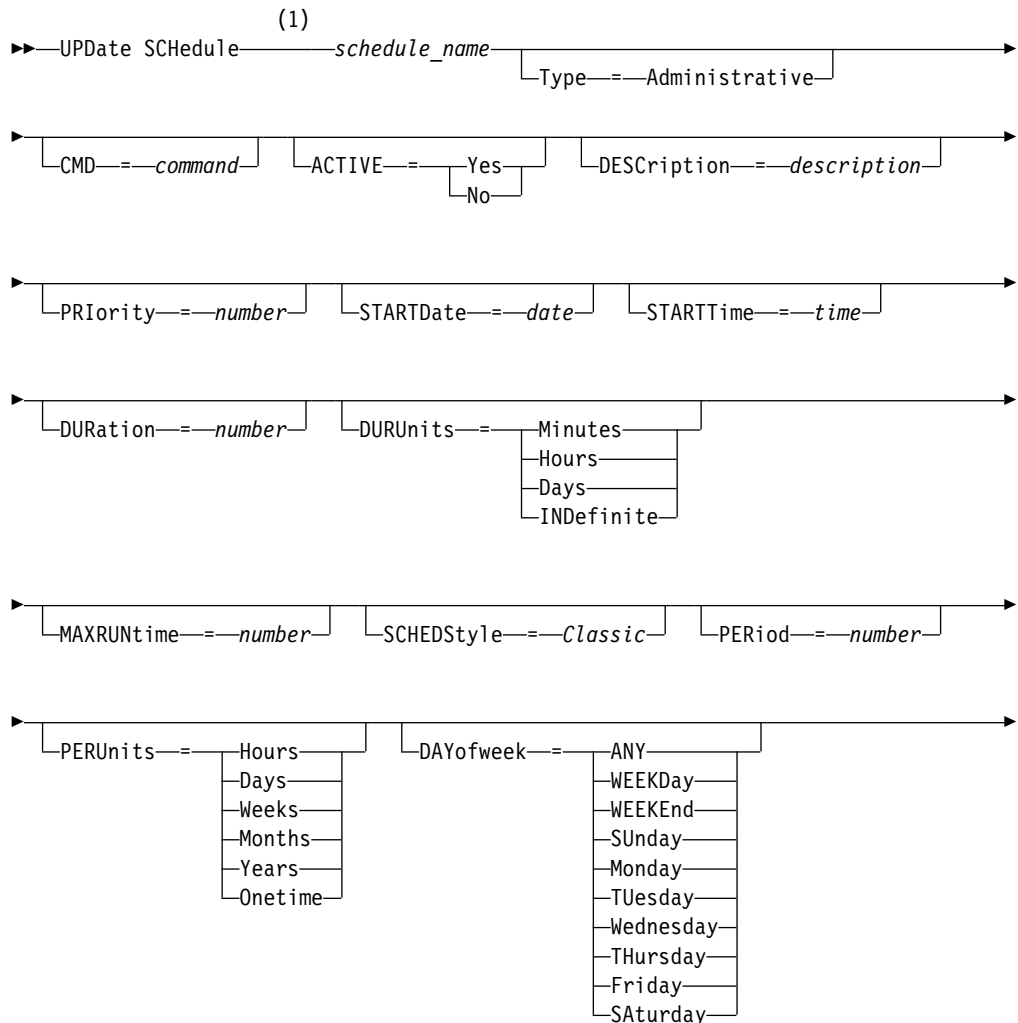 (1)
UPDate SCHedule schedule_name
Type = Administrative
CMD = command ACTIVE = Yes DESCription = description
No
PRIority = number STARTDate = date STARTTime = time
DURation = number DURUnits = Minutes
Hours
Days
INDefinite
MAXRUNtime = number SCHEDStyle = Classic PERiod = number
PERUnits = Hours DAYofweek = ANY
Days WEEKDay
Weeks WEEKEnd
Months SUnday
Years Monday
Onetime TUesday
Wednesday
THursday
Friday
SAturday